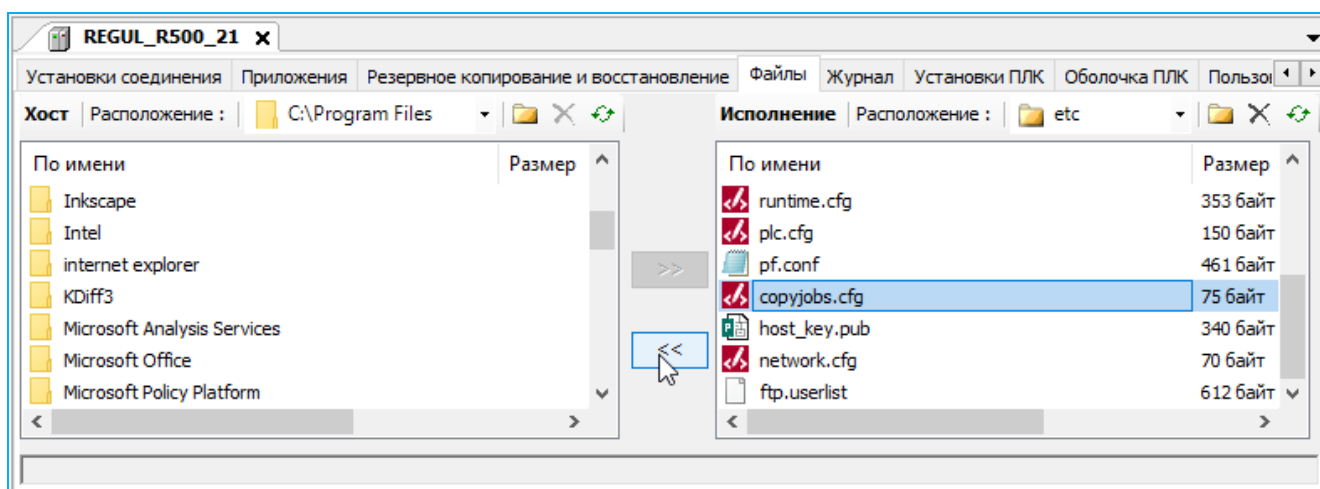 REGUL_R500_21
Установки соединения Приложения Резервное копирование и восстановление Файлы Журнал Установки ПЛК Оболочка ПЛК Пользо
Хост Расположение : C:\Program Files Исполнение Расположение : etc
По имени Размер По имени Размер
Inkscape runtime.cfg 353 байт
Intel plc.cfg 150 байт
internet explorer >> pf.conf 461 байт
KDiff3 copyjobs.cfg 75 байт
Microsoft Analysis Services host_key.pub 340 байт
Microsoft Office << network.cfg 70 байт
Microsoft Policy Platform ftp.userlist 612 байт